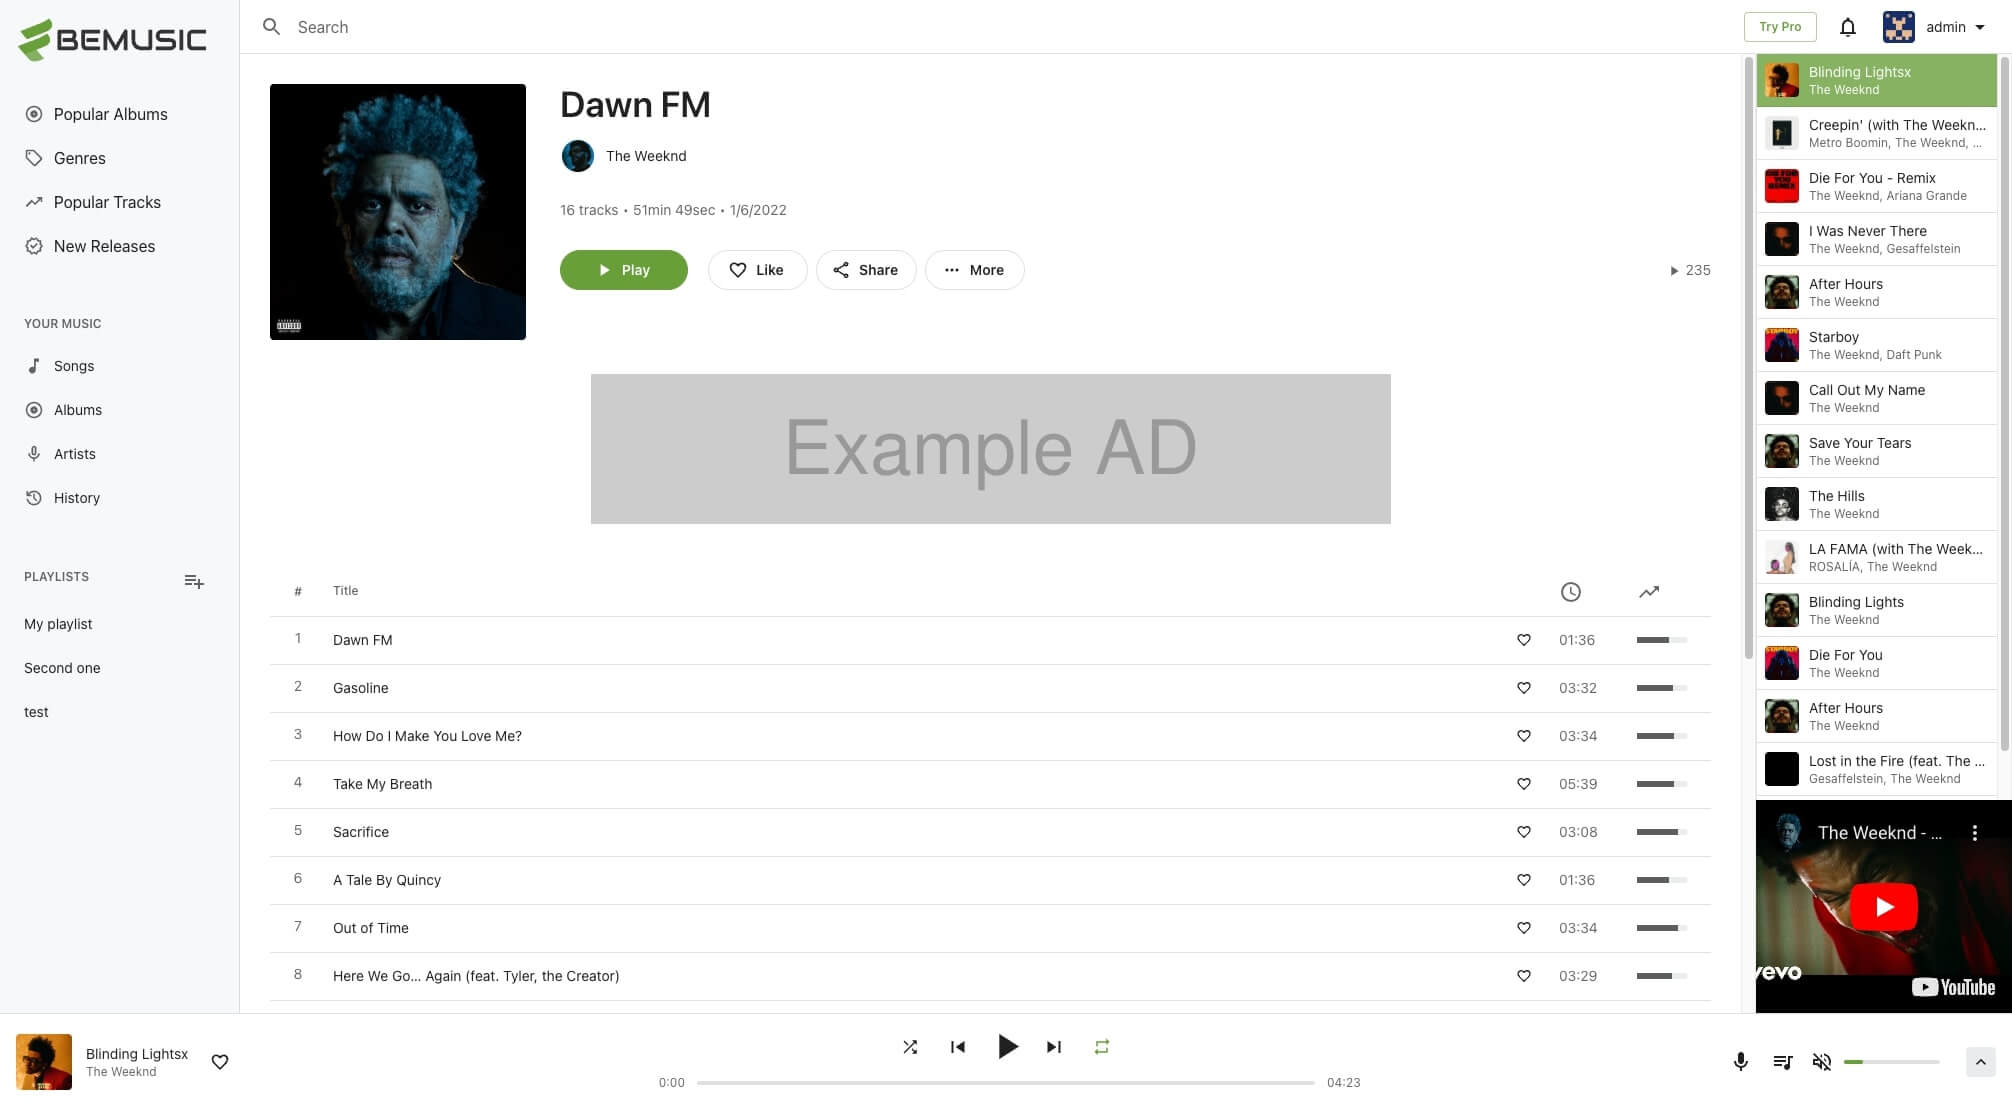 BEMUSIC
Search
Try Pro
admin
Popular Albums
Genres
Popular Tracks
New Releases
YOUR MUSIC
Songs
Albums
Artists
History
PLAYLISTS
My playlist
Second one
test
Dawn FM
The Weeknd
16 tracks • 51min 49sec • 1/6/2022
Play
Like
Share
More
235
Example AD
# Title
1 Dawn FM 01:36
2 Gasoline 03:32
3 How Do I Make You Love Me? 03:34
4 Take My Breath 05:39
5 Sacrifice 03:08
6 A Tale By Quincy 01:36
7 Out of Time 03:34
8 Here We Go... Again (feat. Tyler, the Creator) 03:29
Blinding Lightsx
The Weeknd
Creepin' (with The Weekn...
Metro Boomin, The Weeknd, ...
DIE FOR
YOU
REMIX
Die For You - Remix
The Weeknd, Ariana Grande
I Was Never There
The Weeknd, Gesaffelstein
After Hours
The Weeknd
STARBOY
Starboy
The Weeknd, Daft Punk
Call Out My Name
The Weeknd
Save Your Tears
The Weeknd
The Hills
The Weeknd
LA FAMA (with The Week...
ROSALÍA, The Weeknd
Blinding Lights
The Weeknd
STARBOY
Die For You
The Weeknd
After Hours
The Weeknd
Lost in the Fire (feat. The ...
Gesaffelstein, The Weeknd
The Weeknd - ...
vevo
YouTube
Blinding Lightsx
The Weeknd
0:00
04:23